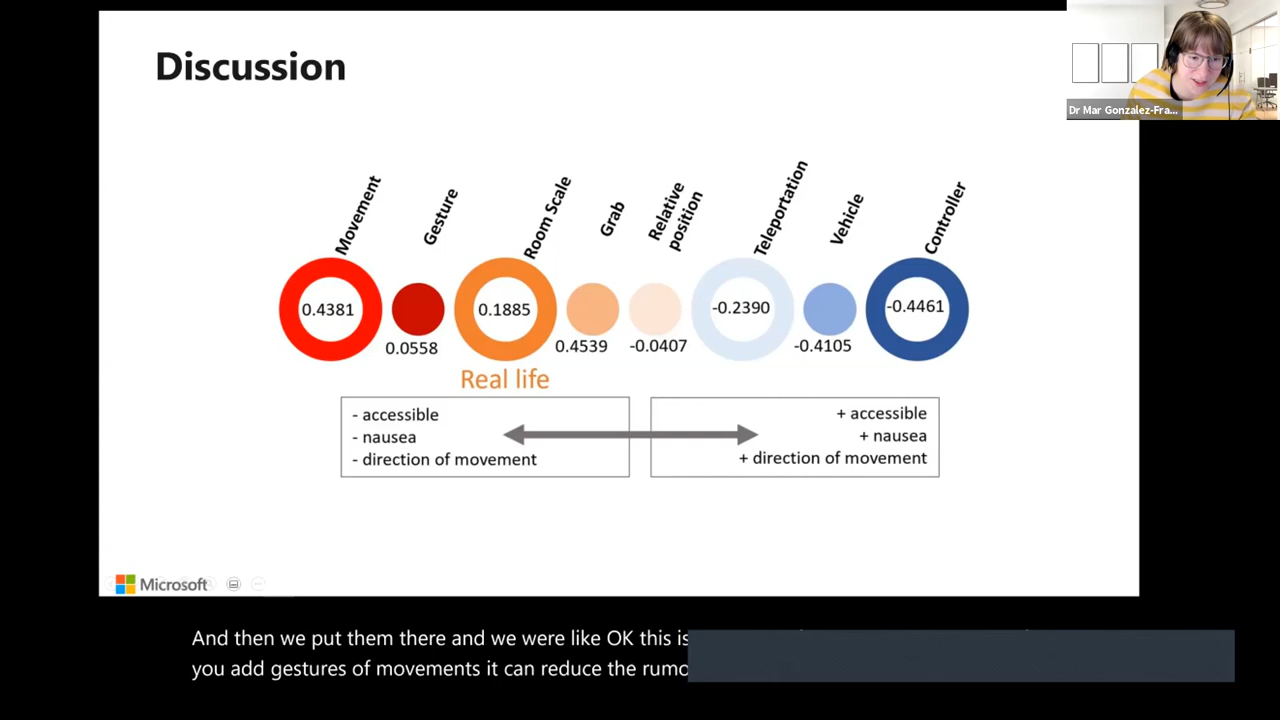 Discussion
Dr Mar Gonzalez-Fra...
Movement
Gesture
Room Scale
Grab
Relative
position
Teleportation
Vehicle
Controller
0.4381
0.0558
0.1885
0.4539
-0.0407
-0.2390
-0.4105
-0.4461
Real life
- accessible
- nausea
- direction of movement
+ accessible
+ nausea
+ direction of movement
Microsoft
And then we put them there and we were like OK this is
you add gestures of movements it can reduce the rumo